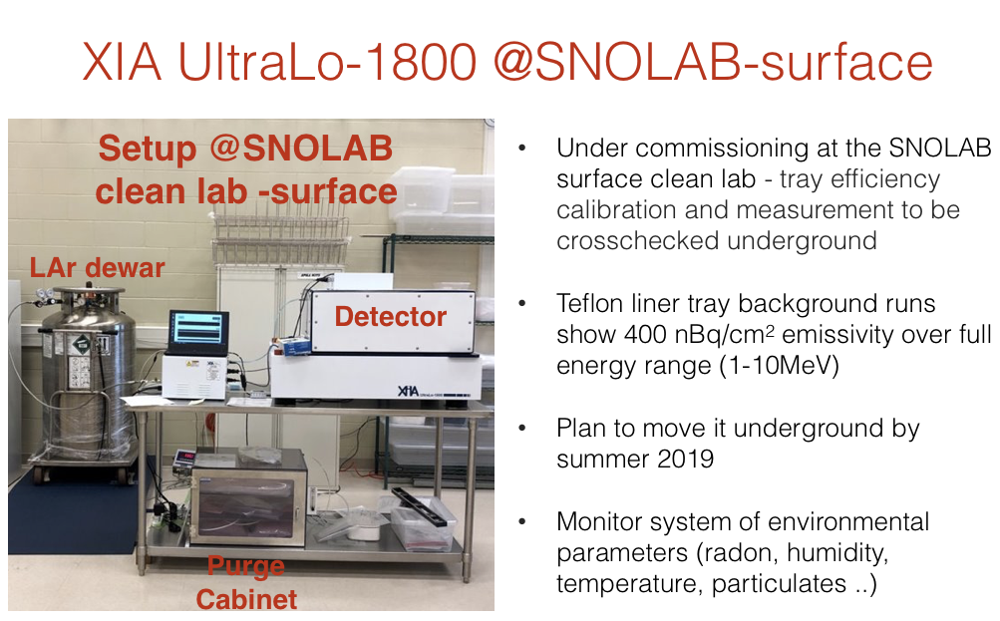 XIA UltraLo-1800 @SNOLAB-surface
Setup @SNOLAB
clean lab -surface
LAr dewar
Detector
XIA UltraLo-1800
Purge
Cabinet
• Under commissioning at the SNOLAB
surface clean lab - tray efficiency
calibration and measurement to be
crosschecked underground
• Teflon liner tray background runs
show 400 nBq/cm² emissivity over full
energy range (1-10MeV)
• Plan to move it underground by
summer 2019
• Monitor system of environmental
parameters (radon, humidity,
temperature, particulates ..)